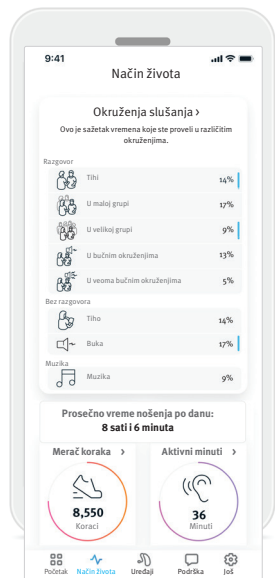 9:41
Način života
Okruženja slušanja ›
Ovo je sažetak vremena koje ste proveli u različitim
okruženjima.
Razgovor
Tihi 14%
U maloj grupi 17%
U velikoj grupi 9%
U bučnim okruženjima 13%
U veoma bučnim okruženjima 5%
Bez razgovora
Tiho 14%
Buka 17%
Muzika
Muzika 9%
Prosečno vreme nošenja po danu:
8 sati i 6 minuta
Merač koraka › Aktivni minuti ›
8,550 36
Koraci Minuti
Početak Način života Uređaji Podrška Još